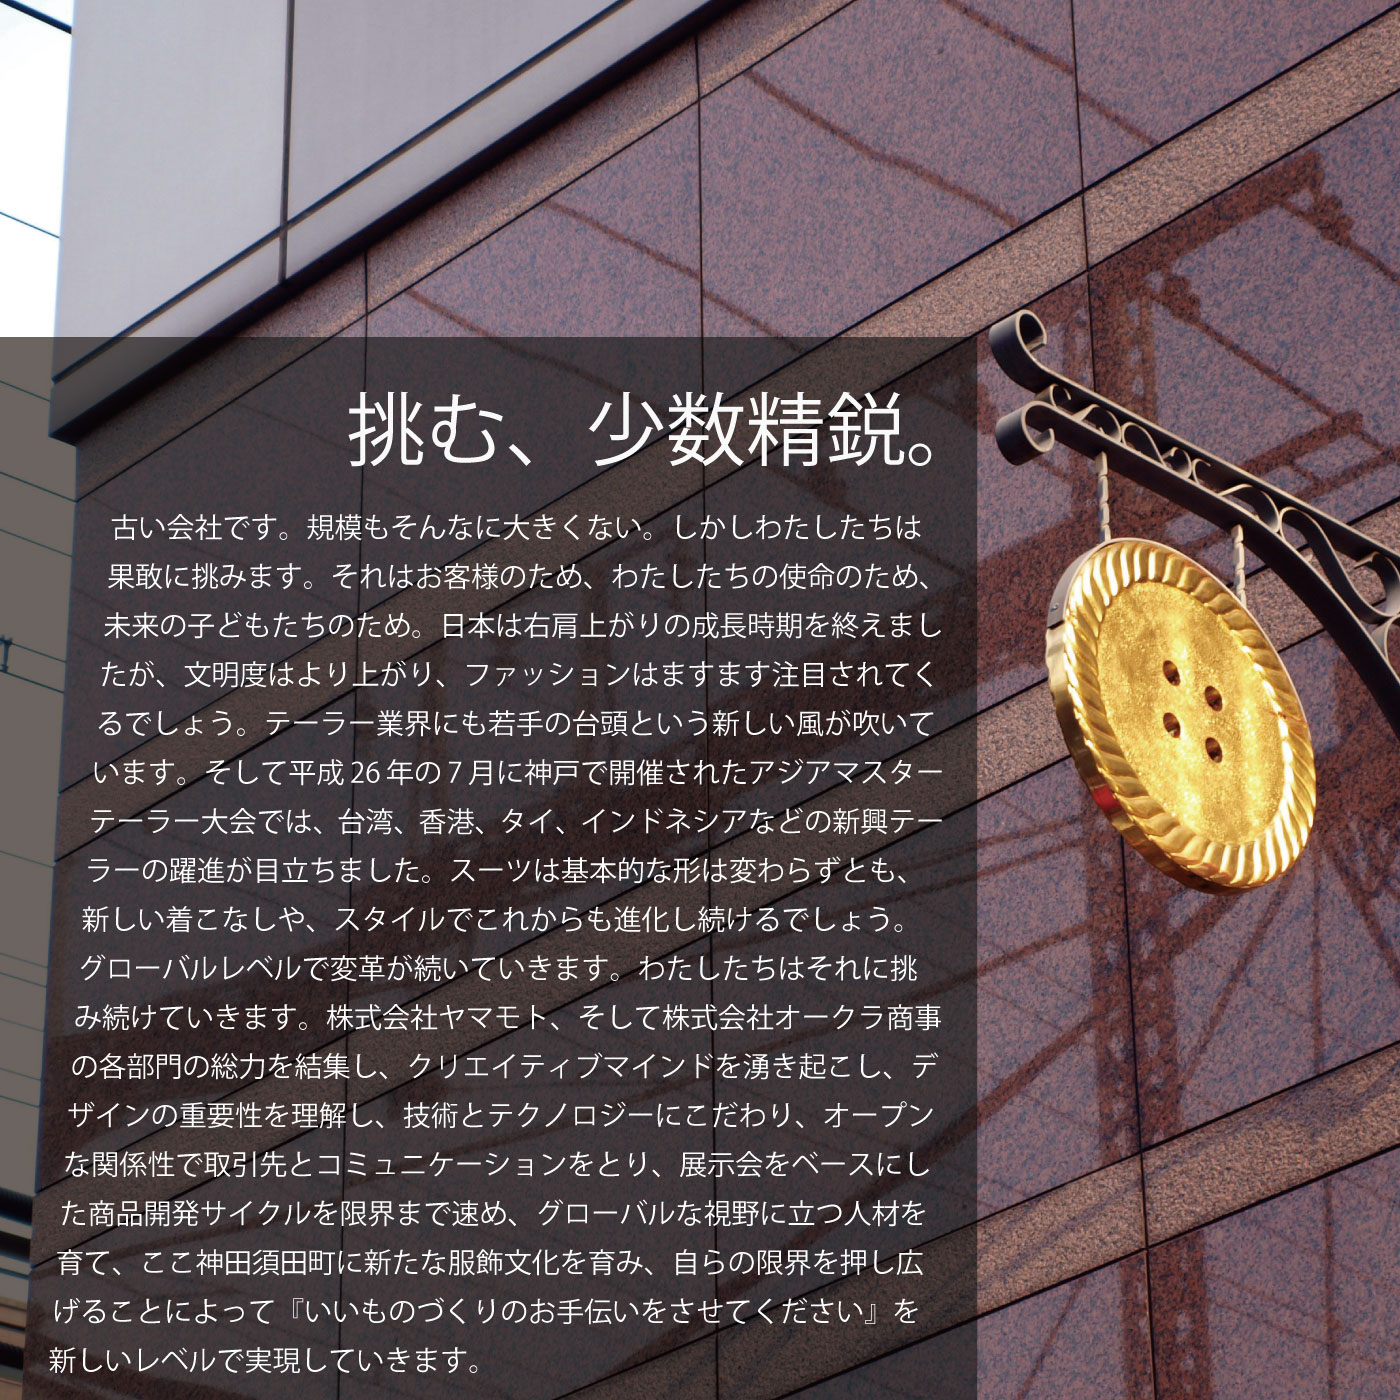 挑む、少数精鋭。
古い会社です。規模もそんなに大きくない。しかしわたしたちは
果敢に挑みます。それはお客様のため、わたしたちの使命のため、
未来の子どもたちのため。日本は右肩上がりの成長時期を終えまし
たが、文明度はより上がり、ファッションはますます注目されてく
るでしょう。テーラー業界にも若手の台頭という新しい風が吹いて
います。そして平成 26 年の 7 月に神戸で開催されたアジアマスター
テーラー大会では、台湾、香港、タイ、インドネシアなどの新興テー
ラーの躍進が目立ちました。スーツは基本的な形は変わらずとも、
新しい着こなしや、スタイルでこれからも進化し続けるでしょう。
グローバルレベルで変革が続いていきます。わたしたちはそれに挑
み続けていきます。株式会社ヤマモト、そして株式会社オークラ商事
の各部門の総力を結集し、クリエイティブマインドを湧き起こし、デ
ザインの重要性を理解し、技術とテクノロジーにこだわり、オープン
な関係性で取引先とコミュニケーションをとり、展示会をベースにし
た商品開発サイクルを限界まで速め、グローバルな視野に立つ人材を
育て、ここ神田須田町に新たな服飾文化を育み、自らの限界を押し広
げることによって『いいものづくりのお手伝いをさせてください』を
新しいレベルで実現していきます。